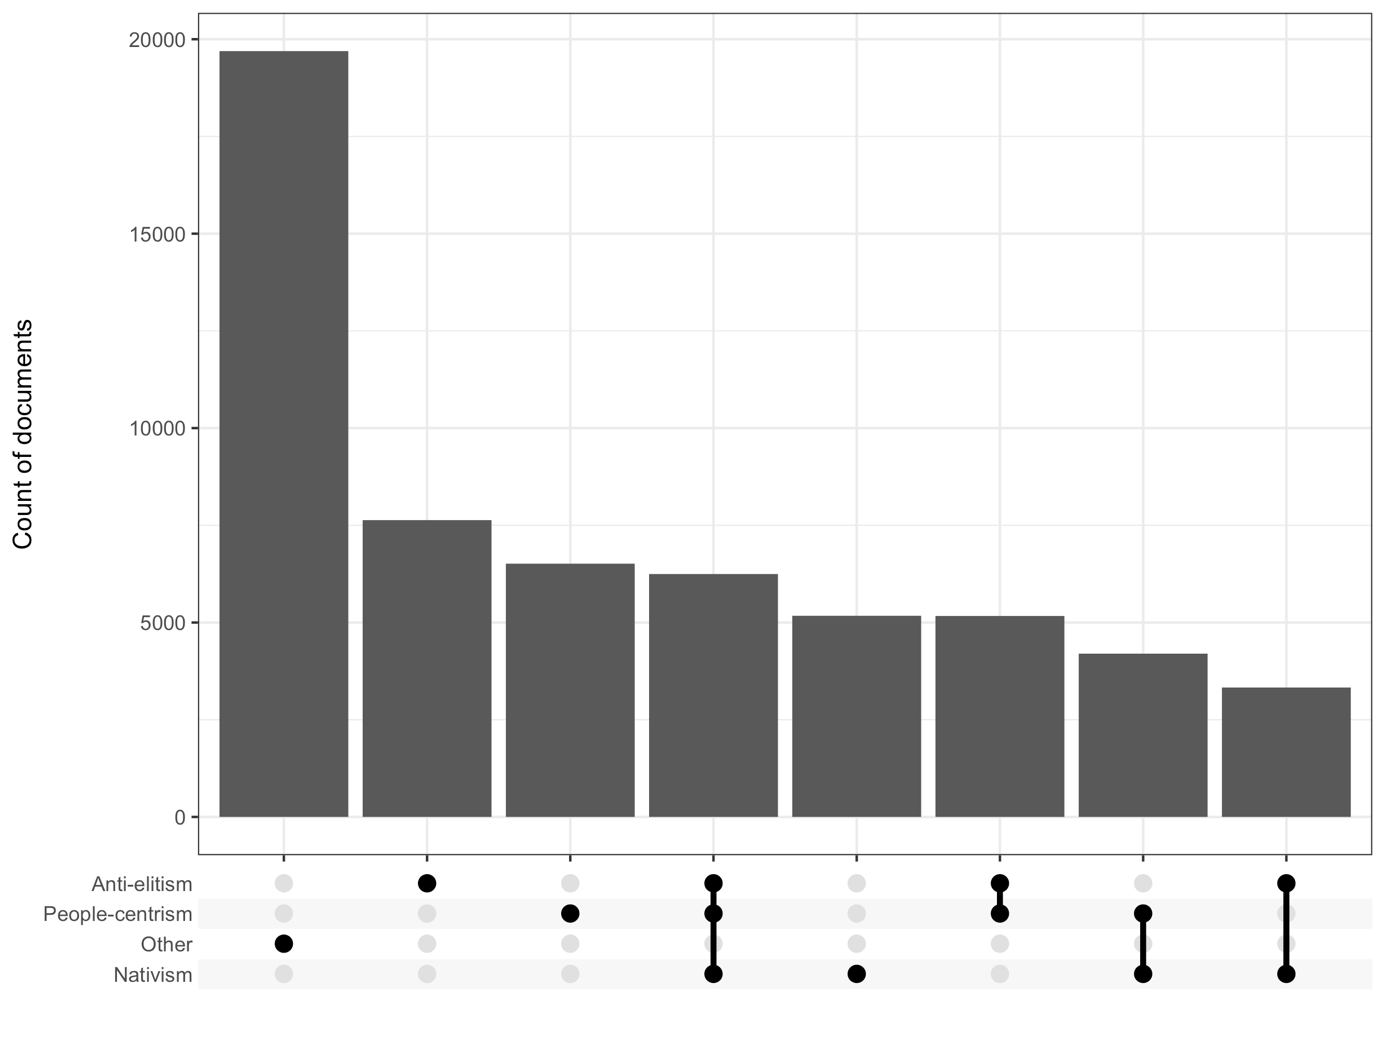 20000
15000
10000
5000
0
Count of documents
Anti-elitism
People-centrism
Other
Nativism